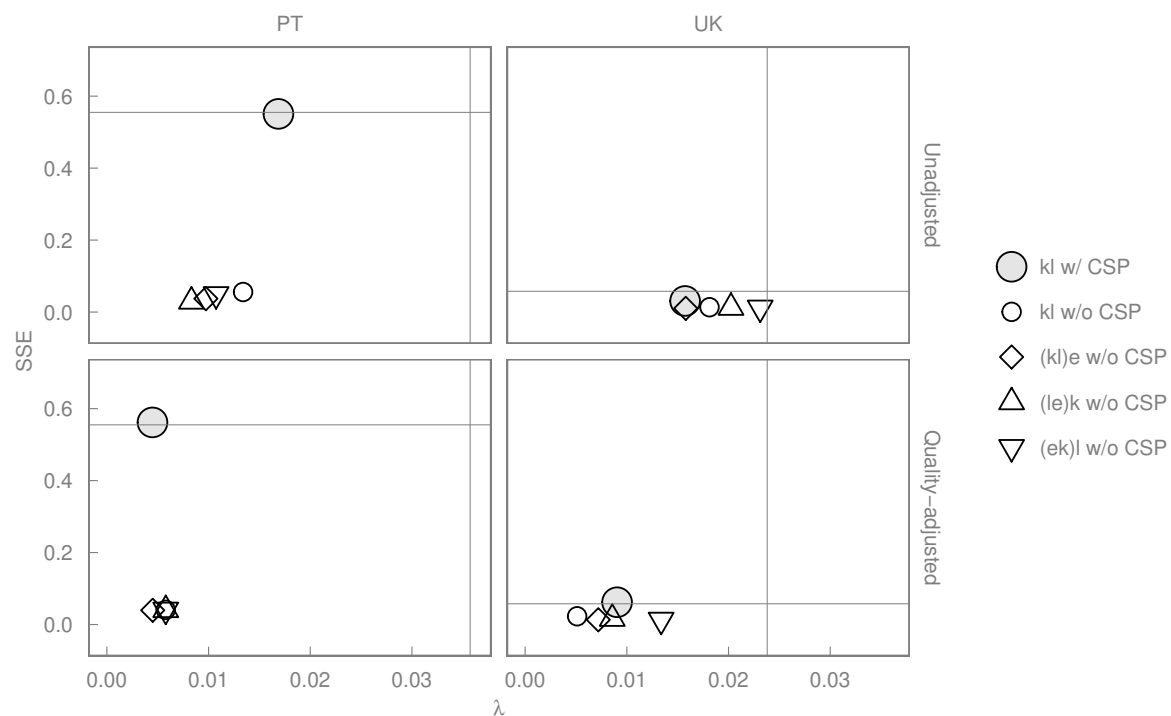 PT
UK
0.6
0.4
0.2
0.0
Unadjusted
SSE
0.6
0.4
0.2
0.0
Quality−adjusted
0.00 0.01 0.02 0.03
0.00 0.01 0.02 0.03
λ
kl w/ CSP
kl w/o CSP
(kl)e w/o CSP
(le)k w/o CSP
(ek)l w/o CSP